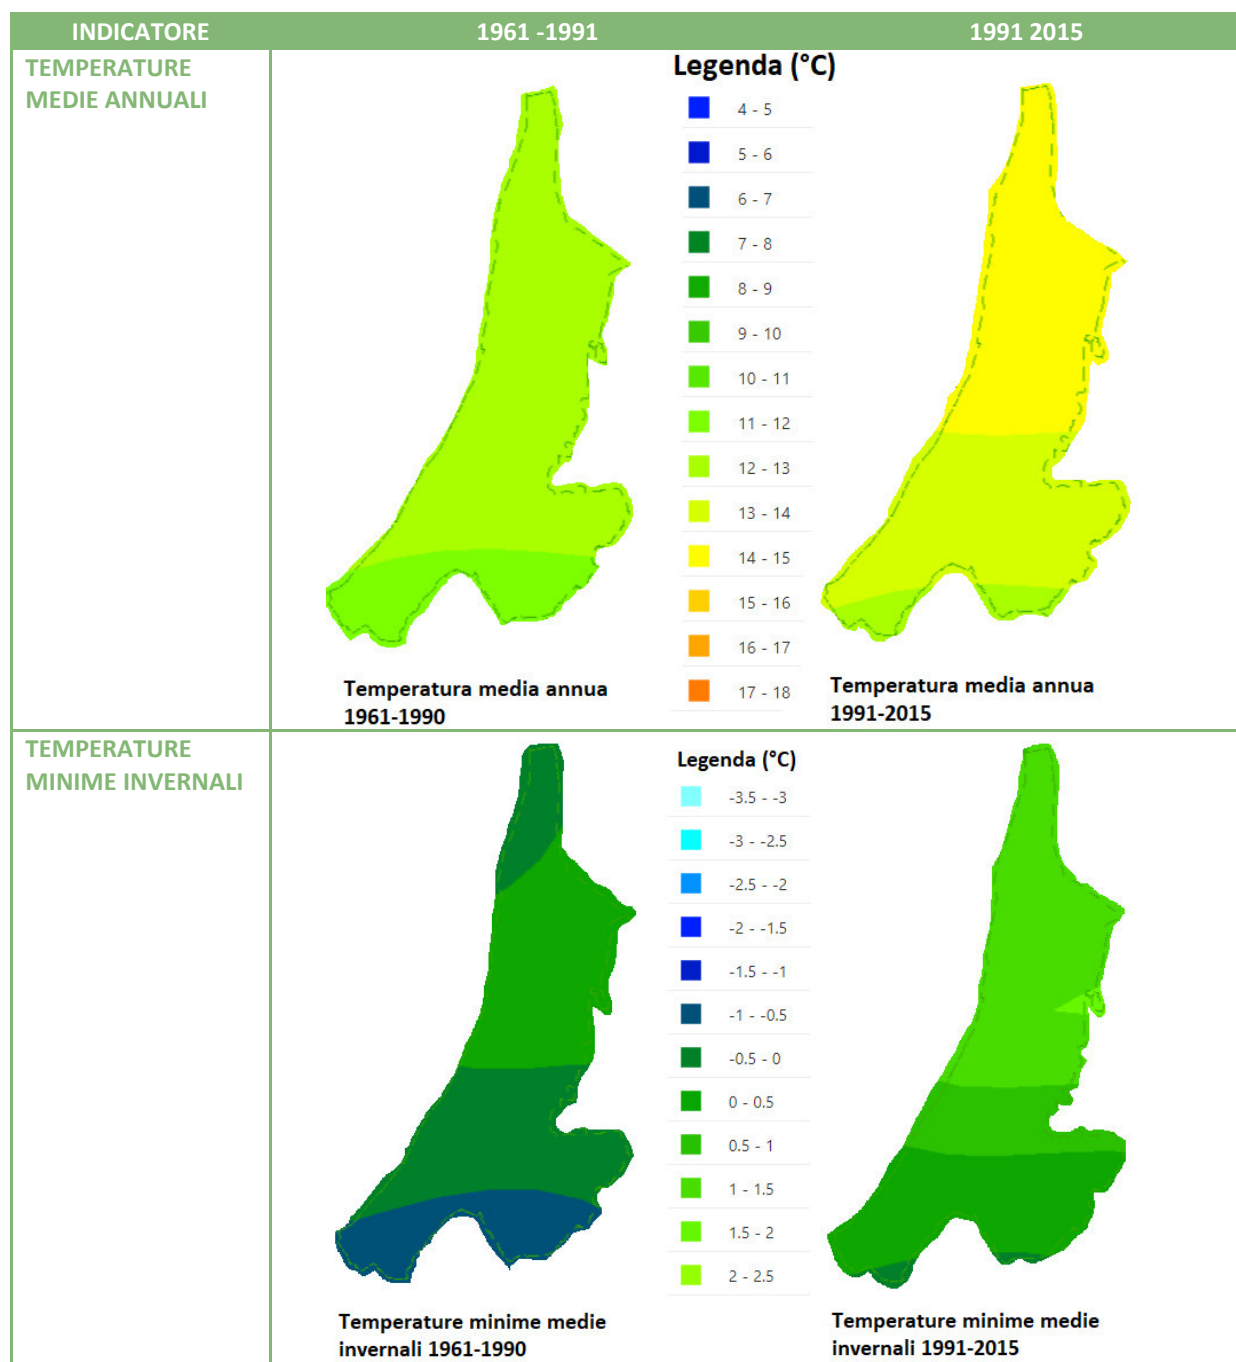 INDICATORE 1961 -1991 1991 2015
TEMPERATURE
MEDIE ANNUALI
Legenda (°C)
4 - 5
5 - 6
6 - 7
7 - 8
8 - 9
9 - 10
10 - 11
11 - 12
12 - 13
13 - 14
14 - 15
15 - 16
16 - 17
17 - 18
Temperatura media annua
1961-1990
Temperatura media annua
1991-2015
TEMPERATURE
MINIME INVERNALI
Legenda (°C)
-3.5 - -3
-3 - -2.5
-2.5 - -2
-2 - -1.5
-1.5 - -1
-1 - -0.5
-0.5 - 0
0 - 0.5
0.5 - 1
1 - 1.5
1.5 - 2
2 - 2.5
Temperature minime medie
invernali 1961-1990
Temperature minime medie
invernali 1991-2015